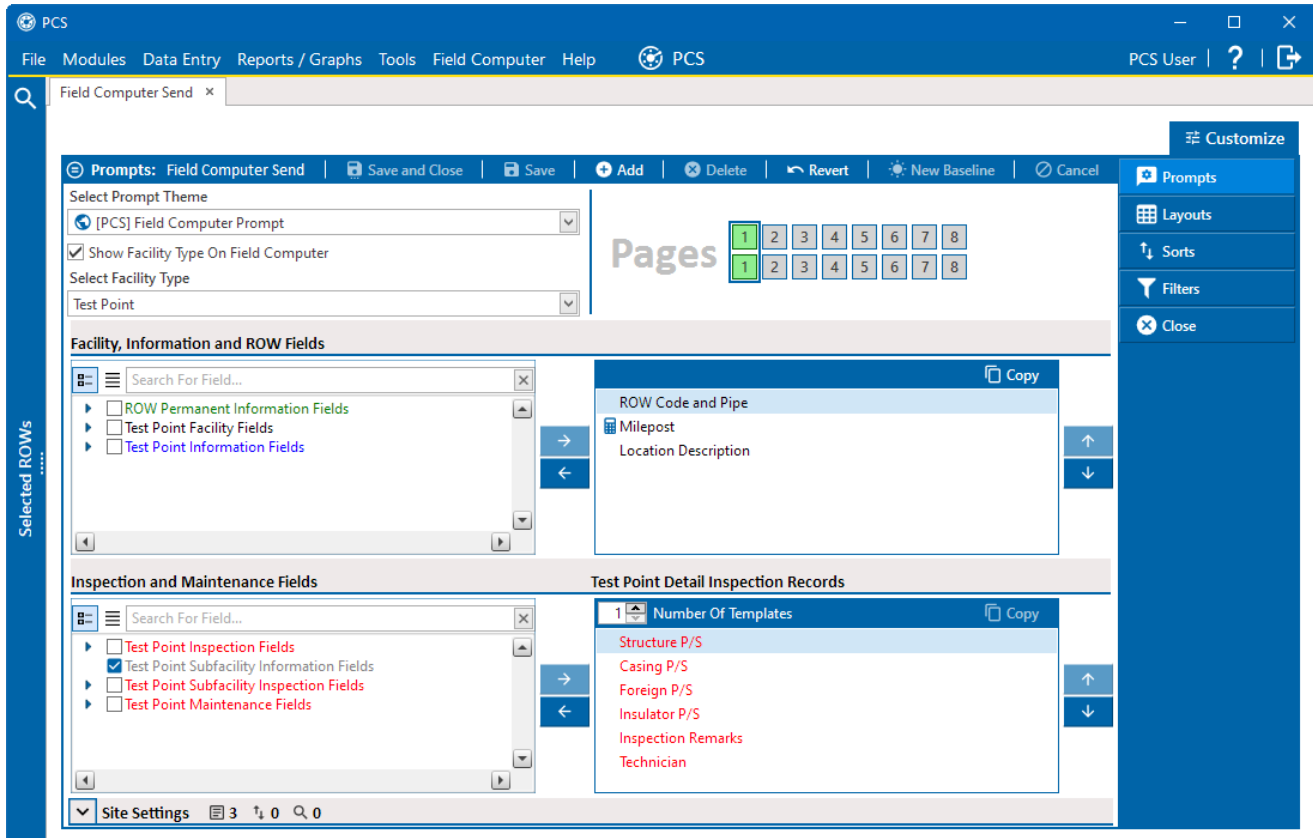 PCS
File Modules Data Entry Reports / Graphs Tools Field Computer Help PCS PCS User ?
Field Computer Send ×
Customize
Prompts: Field Computer Send Save and Close Save Add Delete Revert New Baseline Cancel
Prompts
Layouts
Sorts
Filters
Close
Select Prompt Theme
[PCS] Field Computer Prompt
Show Facility Type On Field Computer
Select Facility Type
Test Point
Pages
1 2 3 4 5 6 7 8
1 2 3 4 5 6 7 8
Selected ROWs
Facility, Information and ROW Fields
Search For Field...
ROW Permanent Information Fields
Test Point Facility Fields
Test Point Information Fields
Copy
ROW Code and Pipe
Milepost
Location Description
Inspection and Maintenance Fields
Search For Field...
Test Point Inspection Fields
Test Point Subfacility Information Fields
Test Point Subfacility Inspection Fields
Test Point Maintenance Fields
Test Point Detail Inspection Records
1 Number Of Templates Copy
Structure P/S
Casing P/S
Foreign P/S
Insulator P/S
Inspection Remarks
Technician
Site Settings 3 0 0